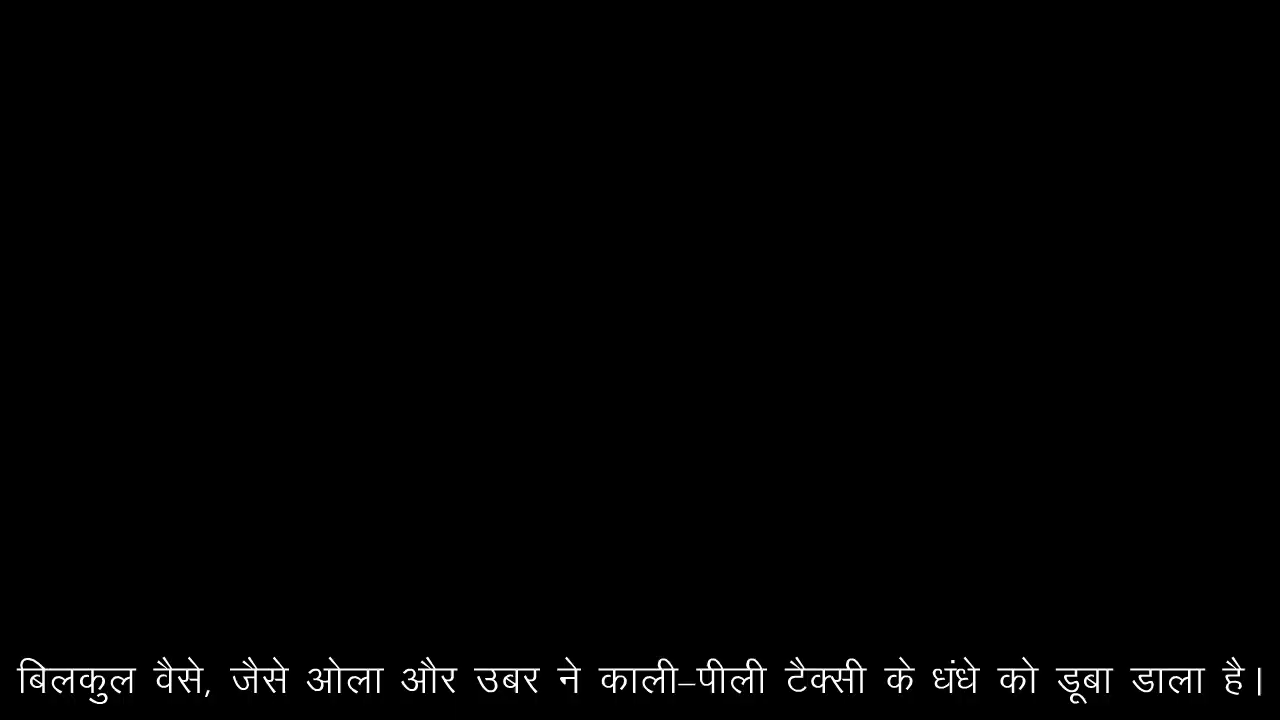 बिलकुल वैसे, जैसे ओला और उबर ने काली–पीली टैक्सी के धंधे को डूबा डाला है।